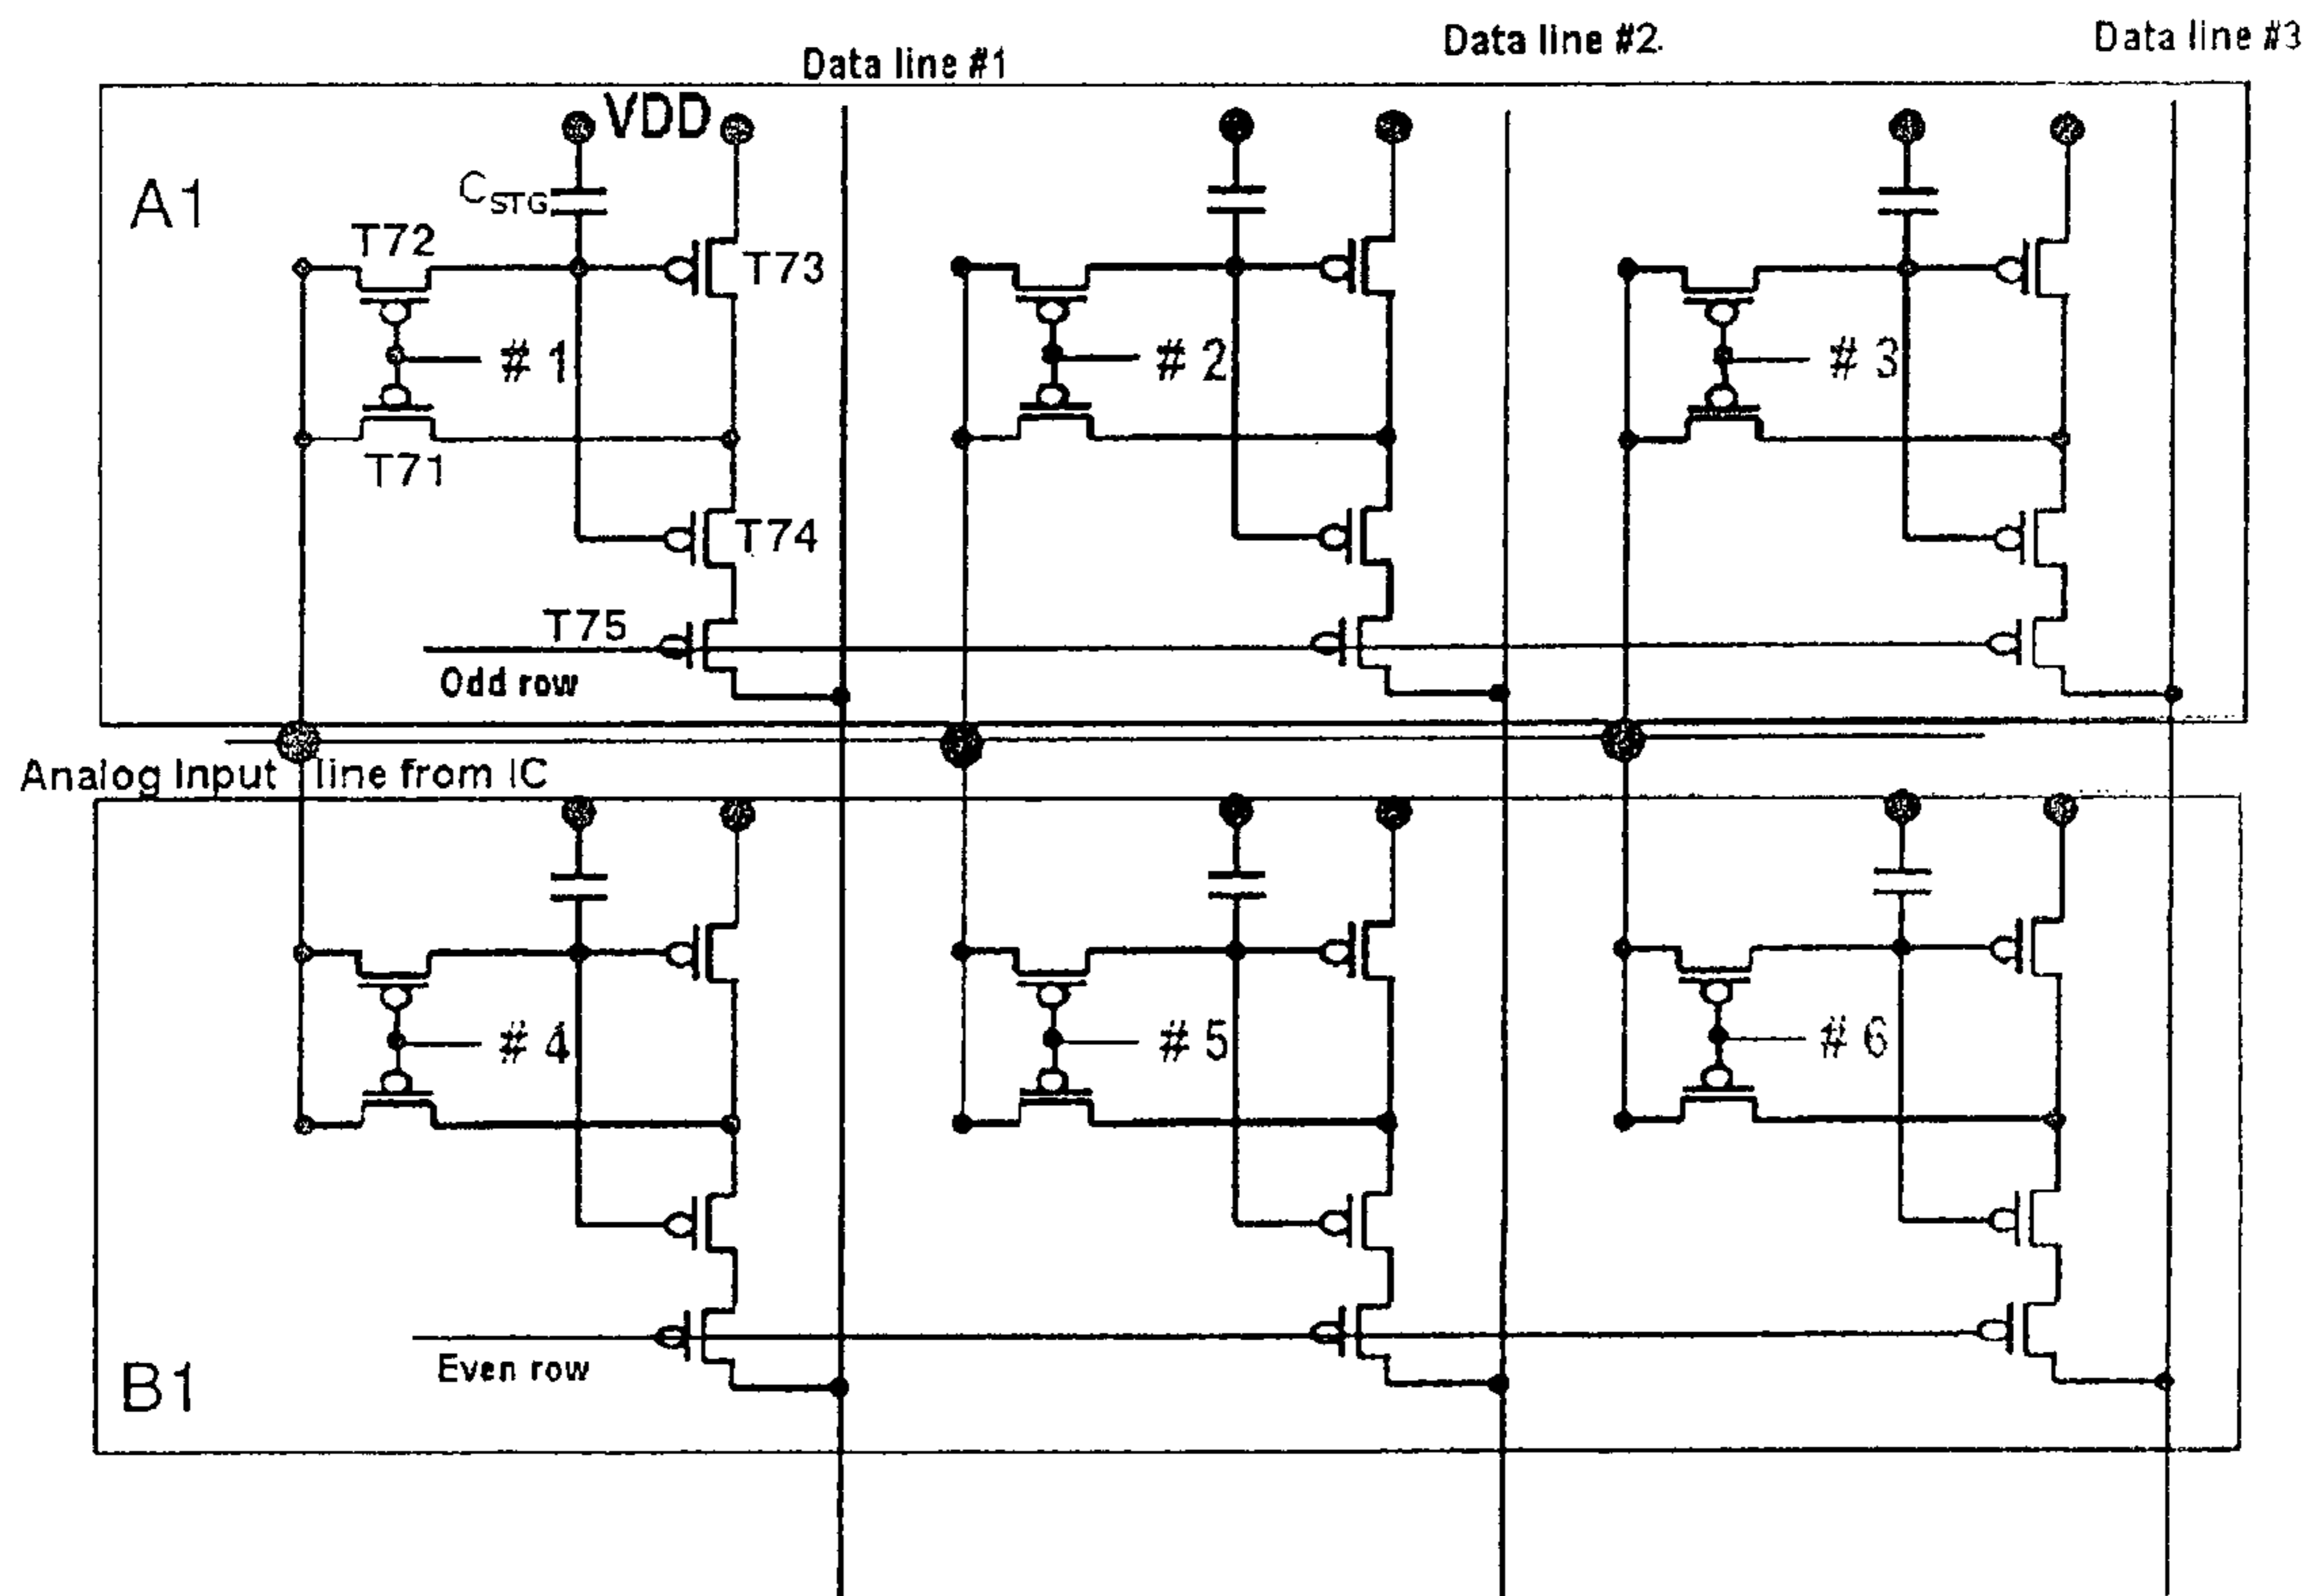 Data line #1
Data line #2.
Data line #3
VDD
A1
CSTG
T72
T73
# 1
# 2
# 3
T71
T74
T75
Odd row
Analog Input line from IC
# 4
# 5
# 6
Even row
B1